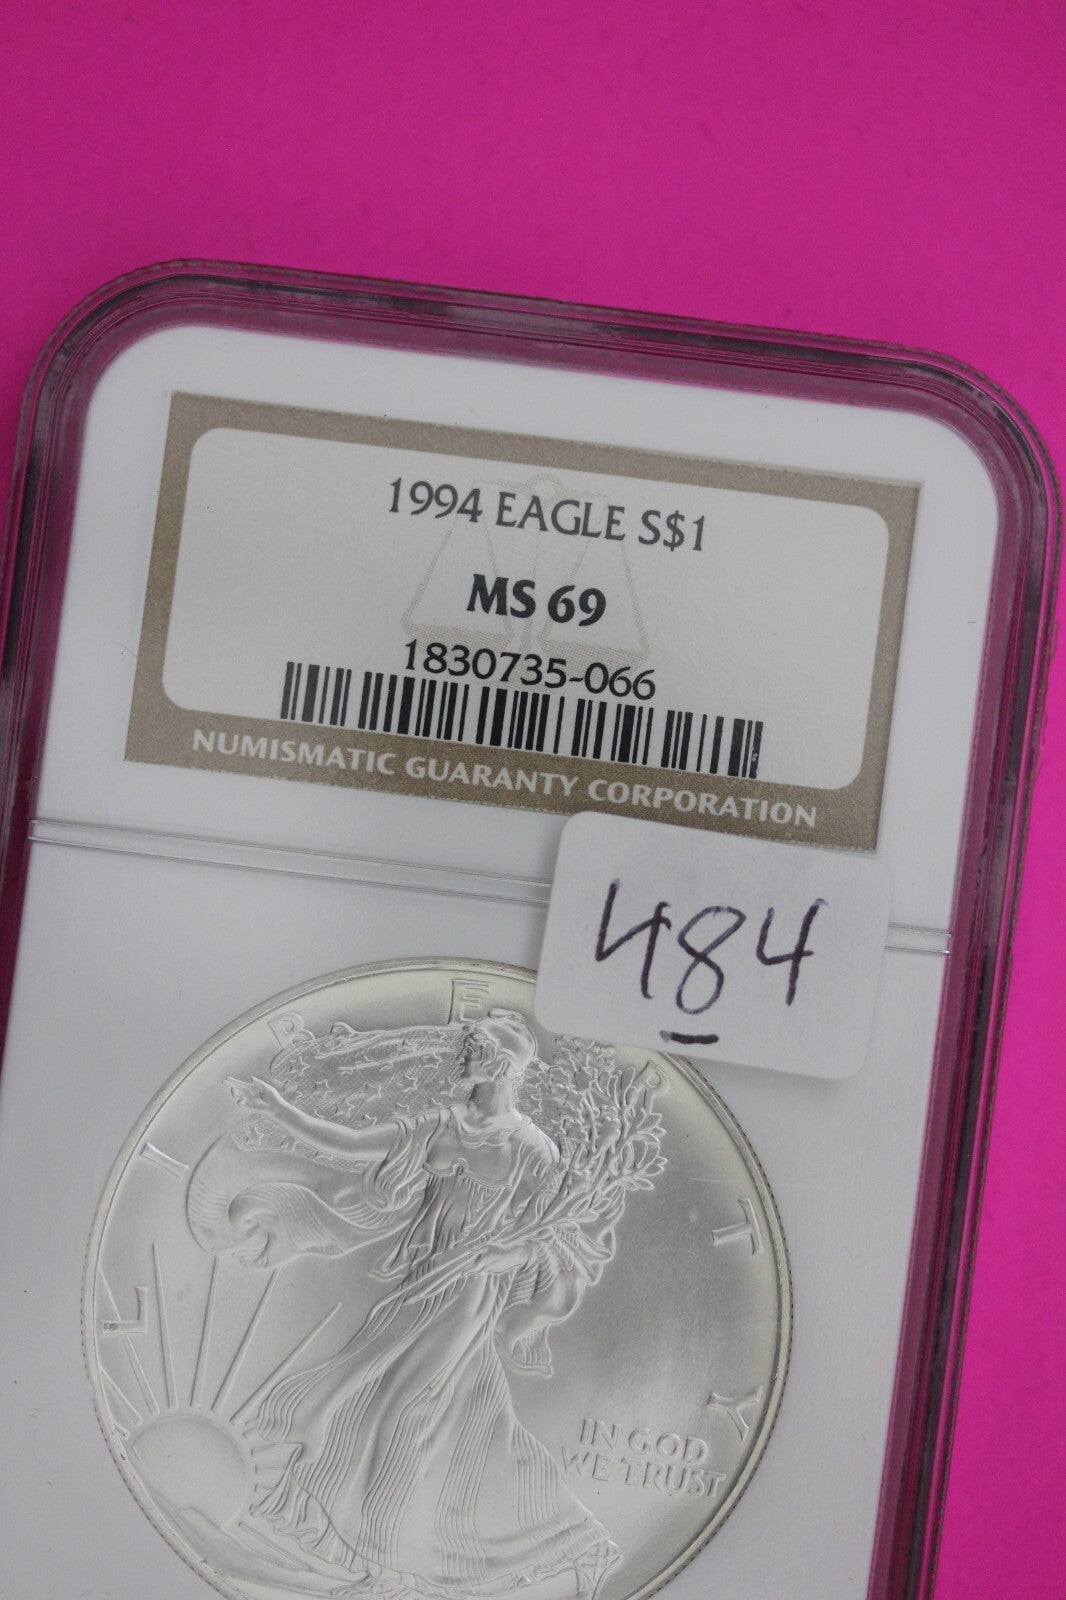 1994 EAGLE S$1
MS 69
1830735-066
NUMISMATIC GUARANTY CORPORATION
484
LIBERTY
IN GOD
WE TRUST